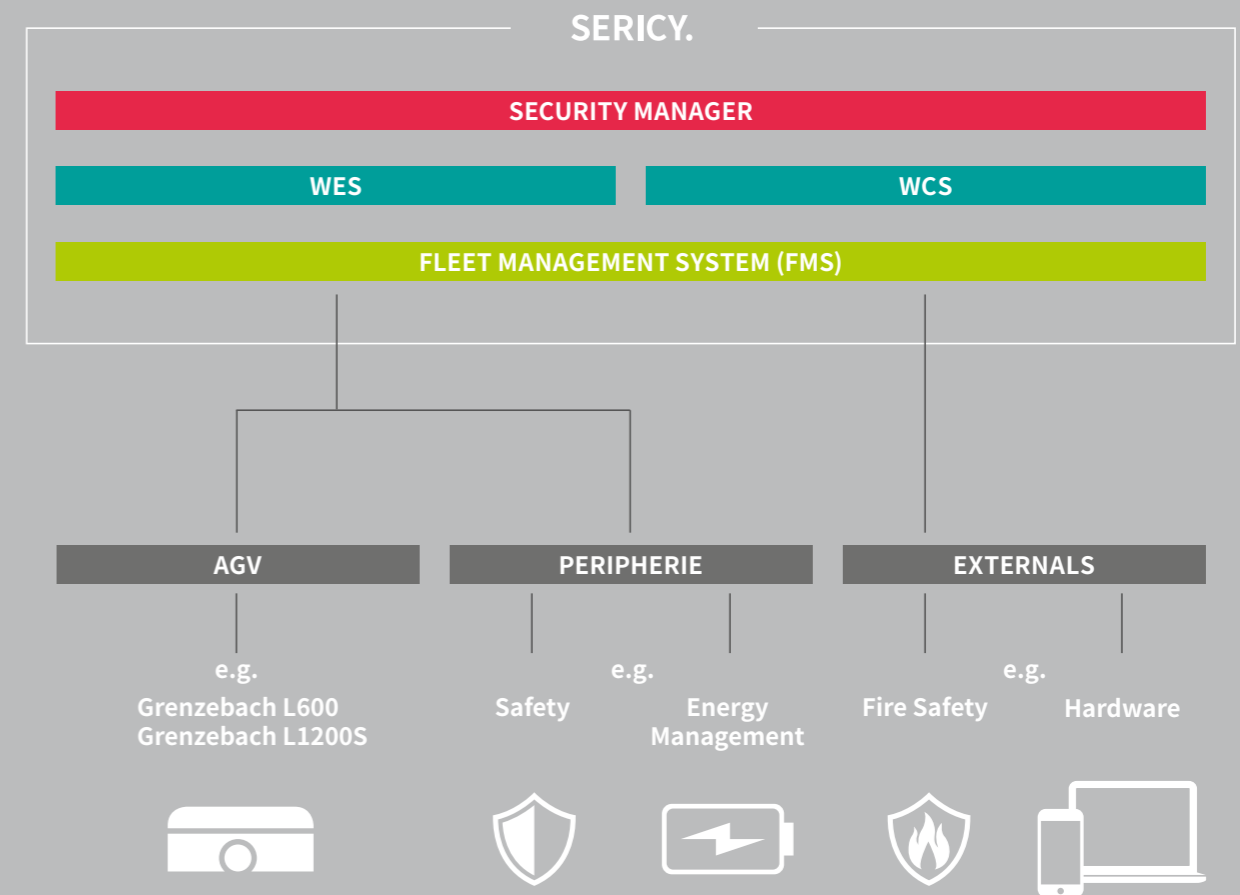 SERICY.
SECURITY MANAGER
WES
WCS
FLEET MANAGEMENT SYSTEM (FMS)
AGV
PERIPHERIE
EXTERNALS
e.g.
Grenzebach L600
Grenzebach L1200S
e.g.
Safety
Energy
Management
e.g.
Fire Safety
Hardware